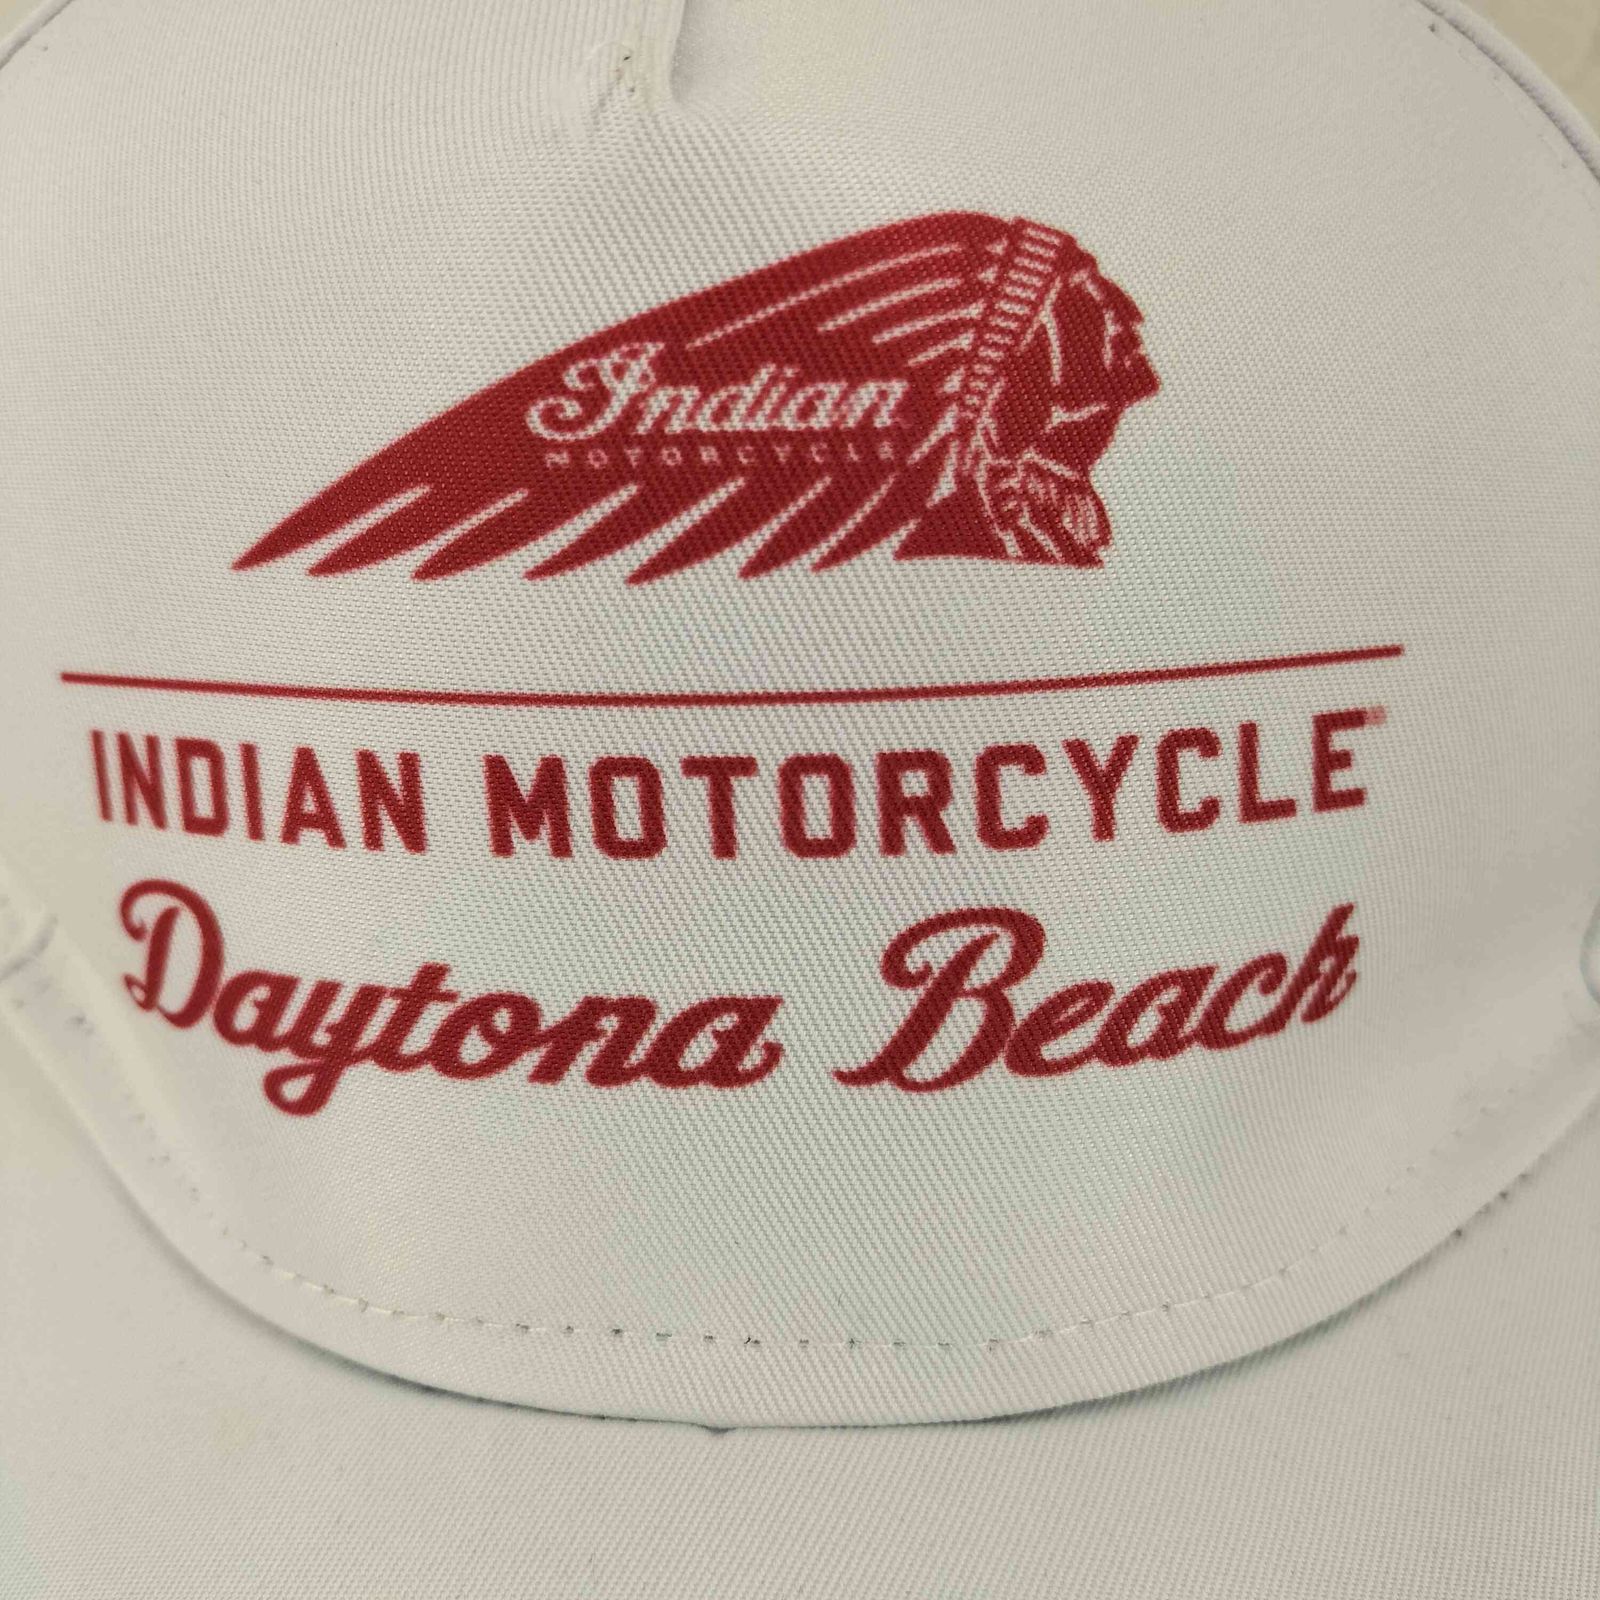 Indian
MOTORCYCLE
INDIAN MOTORCYCLE®
Daytona Beach